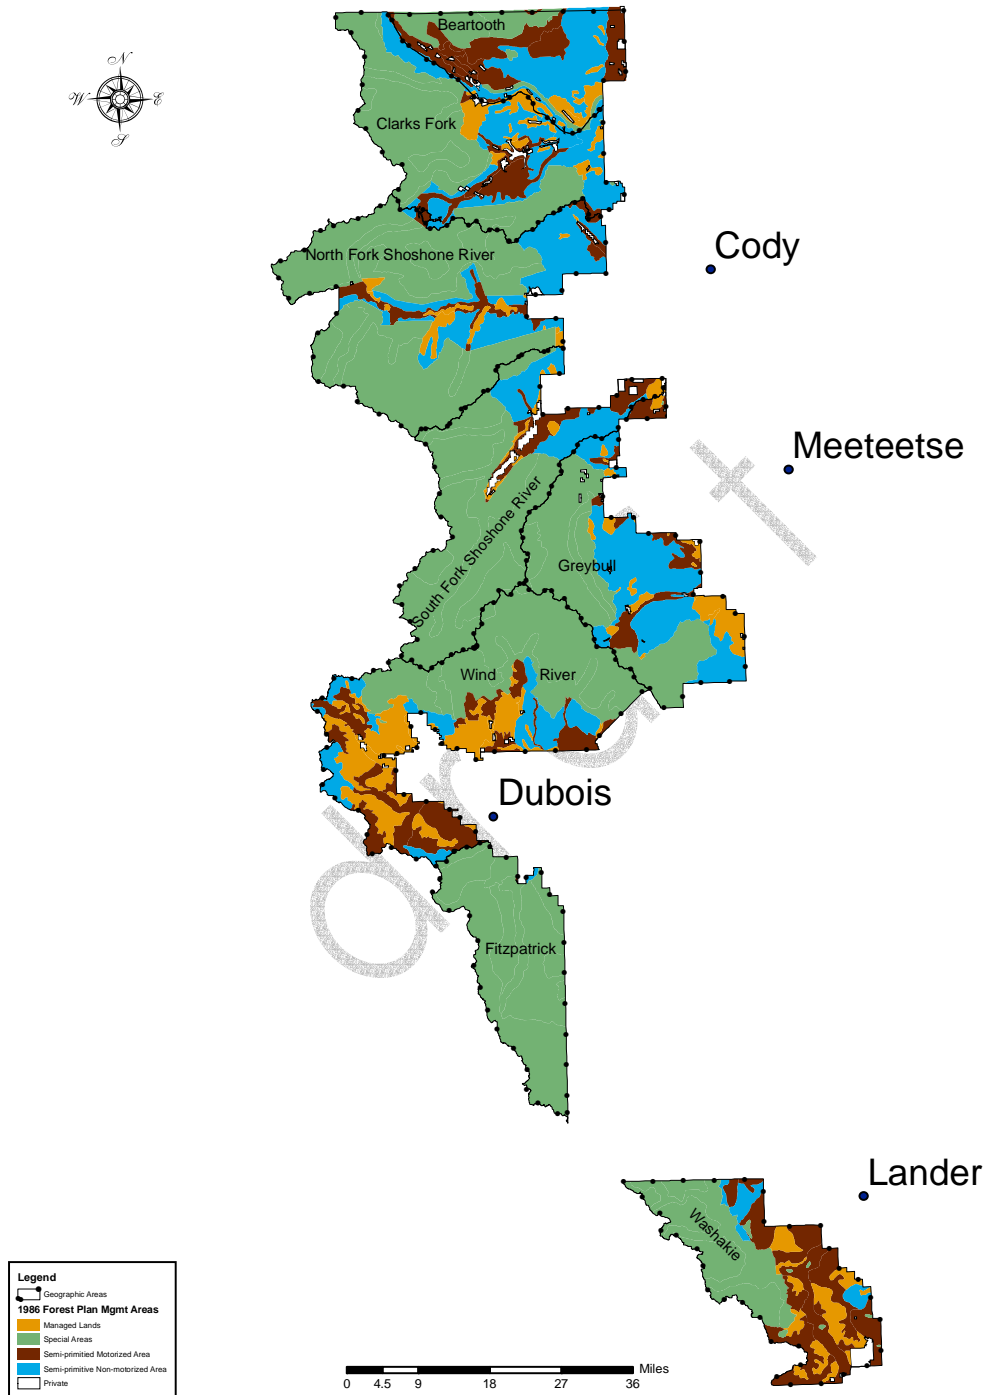 Beartooth
N
W E
S
Clarks Fork
Cody
North Fork Shoshone River
Meeteetse
South Fork Shoshone River
Greybull
Wind River
Dubois
draft
Fitzpatrick
Lander
Washakie
Legend
Geographic Areas
1986 Forest Plan Mgmt Areas
Managed Lands
Special Areas
Semi-primitied Motorized Area
Semi-primitive Non-motorized Area
Private
Miles
0 4.5 9 18 27 36